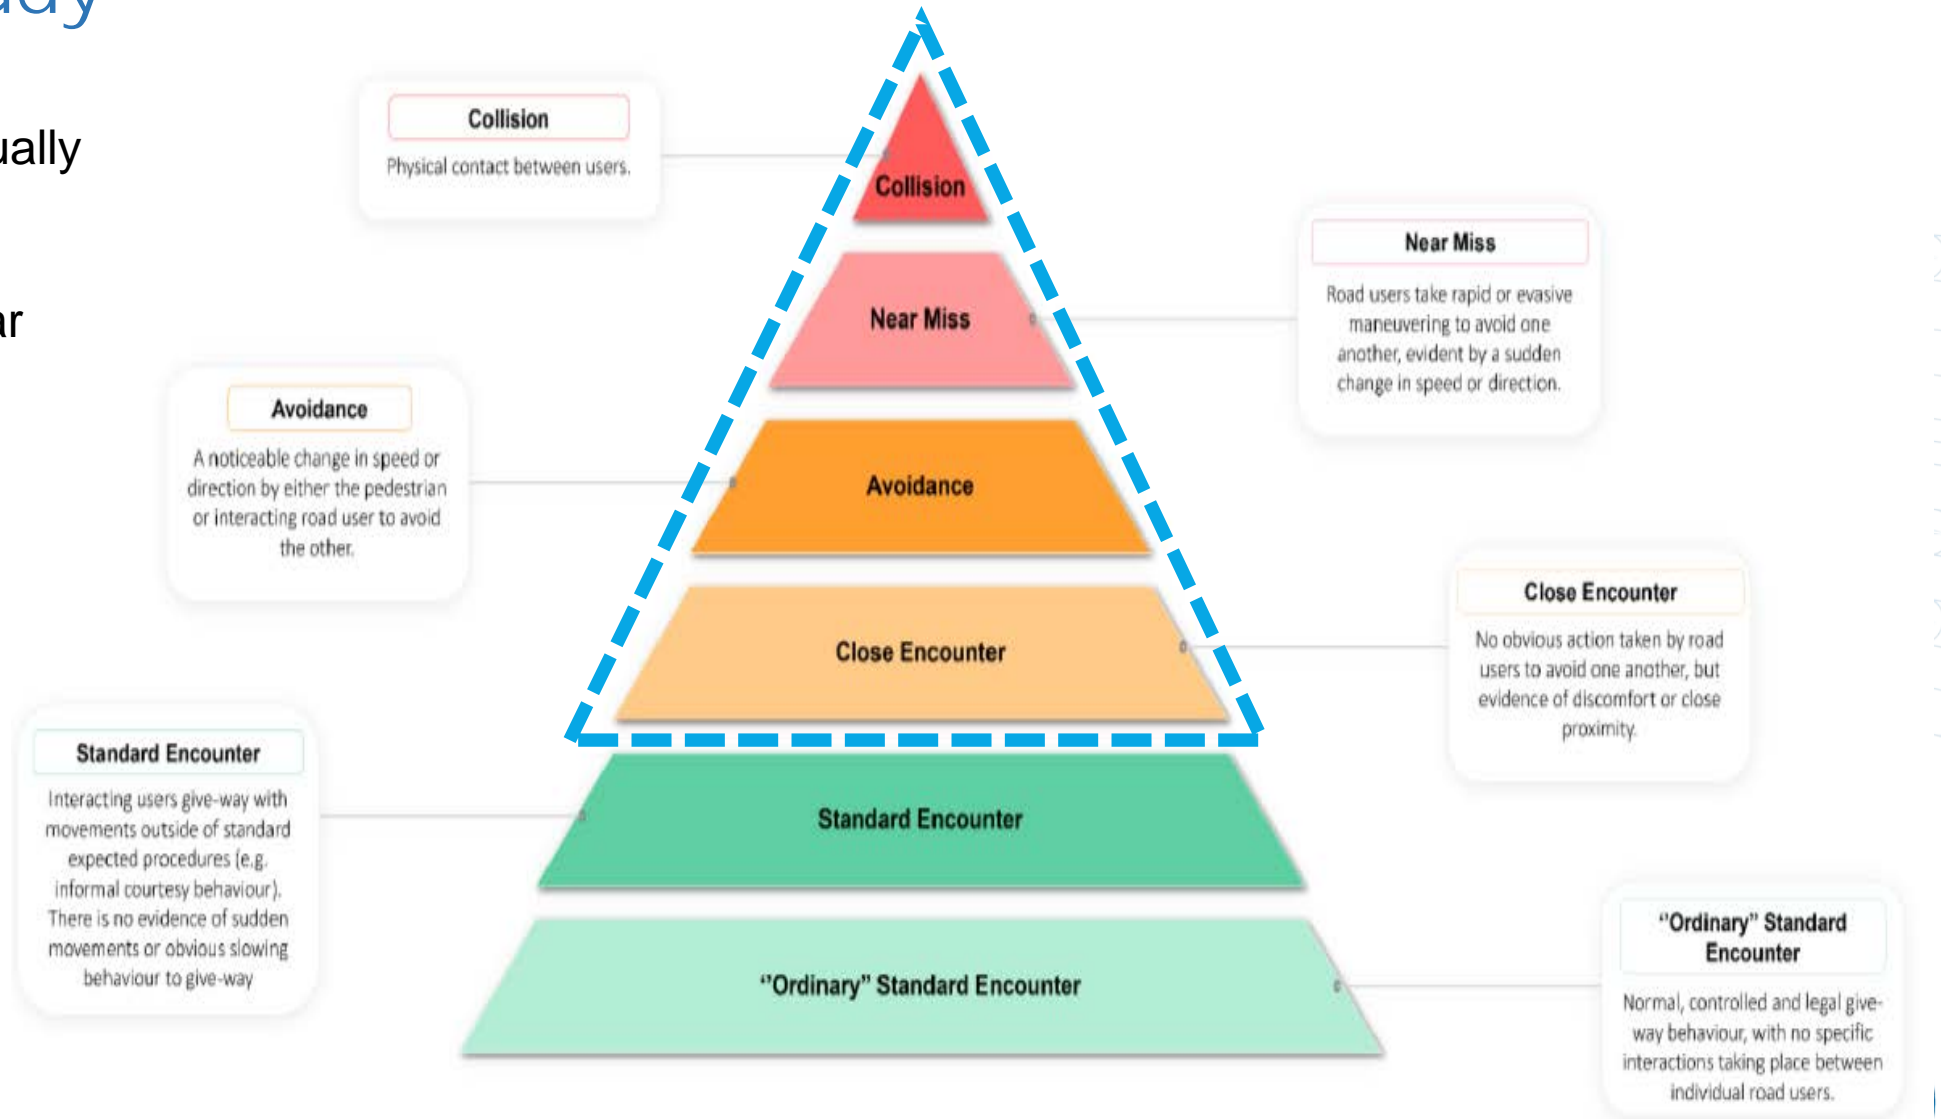 udy
ually
ar
Collision
Physical contact between users.
Collision
Near Miss
Road users take rapid or evasive
maneuvering to avoid one
another, evident by a sudden
change in speed or direction.
Near Miss
Avoidance
A noticeable change in speed or
direction by either the pedestrian
or interacting road user to avoid
the other.
Avoidance
Close Encounter
No obvious action taken by road
users to avoid one another, but
evidence of discomfort or close
proximity.
Close Encounter
Standard Encounter
Interacting users give-way with
movements outside of standard
expected procedures (e.g.
informal courtesy behaviour).
There is no evidence of sudden
movements or obvious slowing
behaviour to give-way
Standard Encounter
‘’Ordinary” Standard
Encounter
Normal, controlled and legal give-
way behaviour, with no specific
interactions taking place between
individual road users.
‘’Ordinary” Standard Encounter